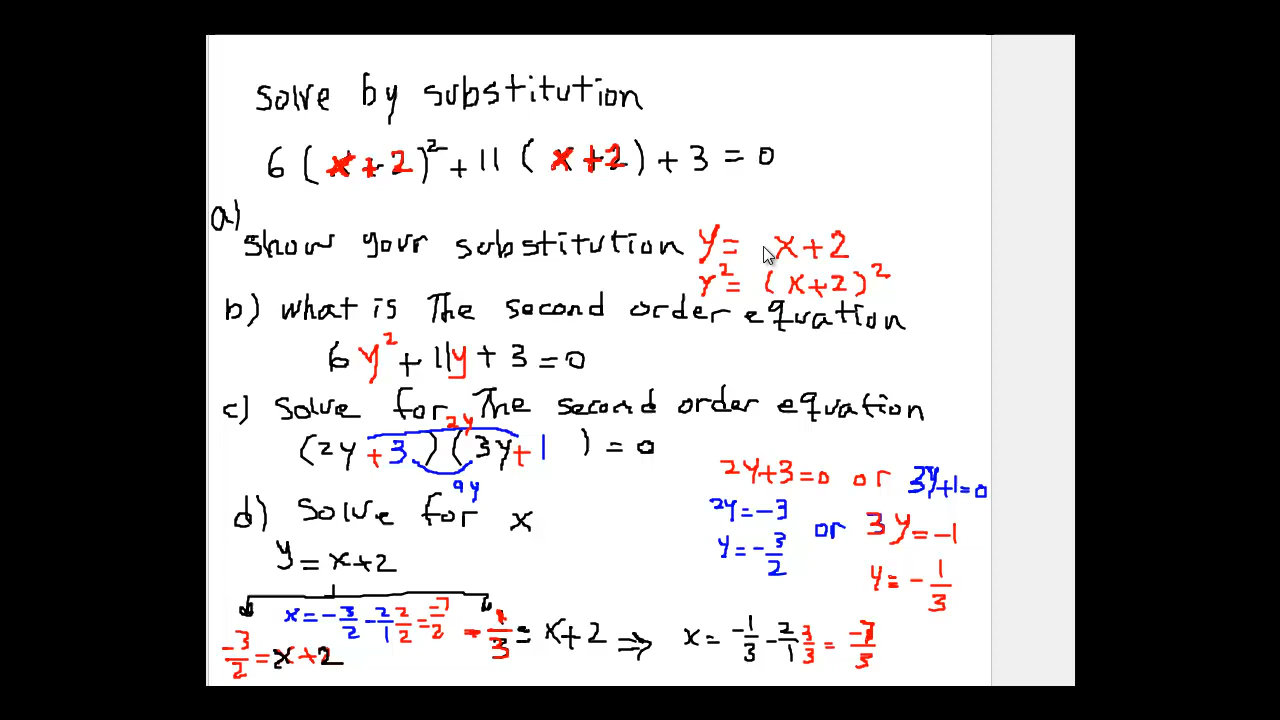 solve by substitution
6(x+2)²+11(x+2)+3=0
a)
show your substitution y= x+2
y²=(x+2)²
b) what is The second order equation
6y²+11y+3=0
c) solve for The second order equation
2y
(2y+3)(3y+1)=0
9y
2y+3=0 or 3y+1=0
2y=-3 or 3y=-1
y=-3/2
y=-1/3
d) solve for x
y=x+2
x=-3/2-2/1 2/2=-7/2
-3/2=x+2
-1/3=x+2⇒ x=-1/3-2/1 3/3=-7/3